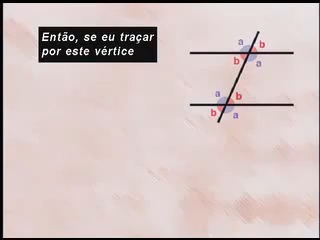 Então, se eu traçar
por este vértice
a b
b a
a b
b a